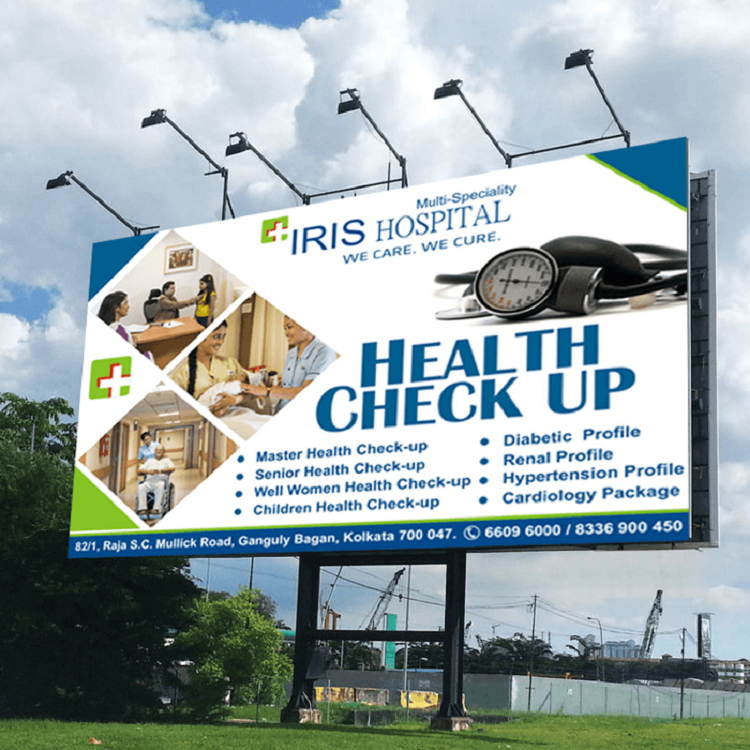 Multi-Speciality
IRIS HOSPITAL
WE CARE. WE CURE.
HEALTH
CHECK UP
• Master Health Check-up
• Senior Health Check-up
• Well Women Health Check-up
• Children Health Check-up
• Diabetic Profile
• Renal Profile
• Hypertension Profile
• Cardiology Package
82/1, Raja S.C. Mullick Road, Ganguly Bagan, Kolkata 700 047. 6609 6000 / 8336 900 450